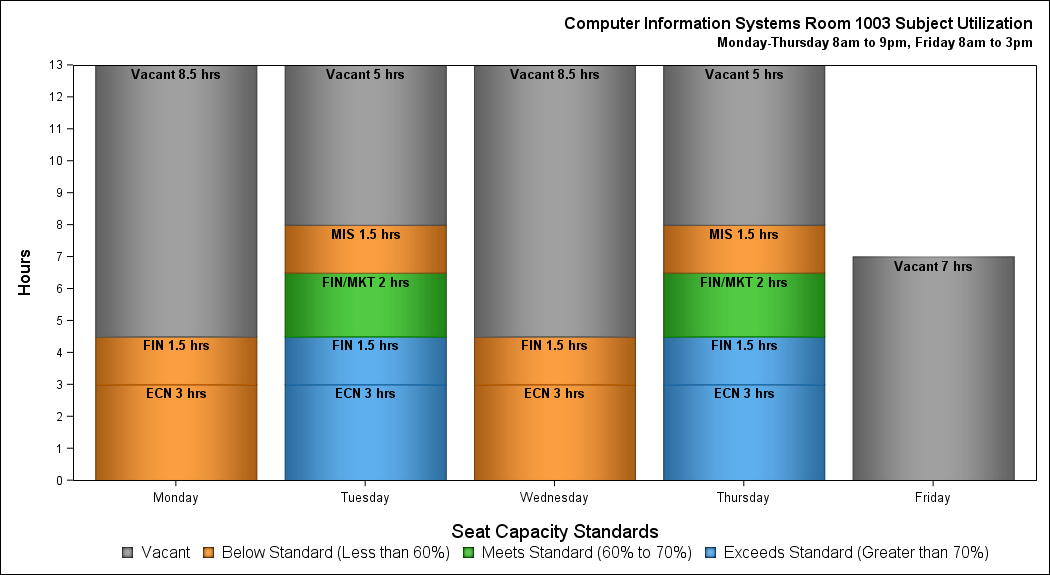 Computer Information Systems Room 1003 Subject Utilization
Monday-Thursday 8am to 9pm, Friday 8am to 3pm
Hours
13
12
11
10
9
8
7
6
5
4
3
2
1
0
Vacant 8.5 hrs
FIN 1.5 hrs
ECN 3 hrs
Vacant 5 hrs
MIS 1.5 hrs
FIN/MKT 2 hrs
FIN 1.5 hrs
ECN 3 hrs
Vacant 8.5 hrs
FIN 1.5 hrs
ECN 3 hrs
Vacant 5 hrs
MIS 1.5 hrs
FIN/MKT 2 hrs
FIN 1.5 hrs
ECN 3 hrs
Vacant 7 hrs
Monday Tuesday Wednesday Thursday Friday
Seat Capacity Standards
Vacant Below Standard (Less than 60%) Meets Standard (60% to 70%) Exceeds Standard (Greater than 70%)